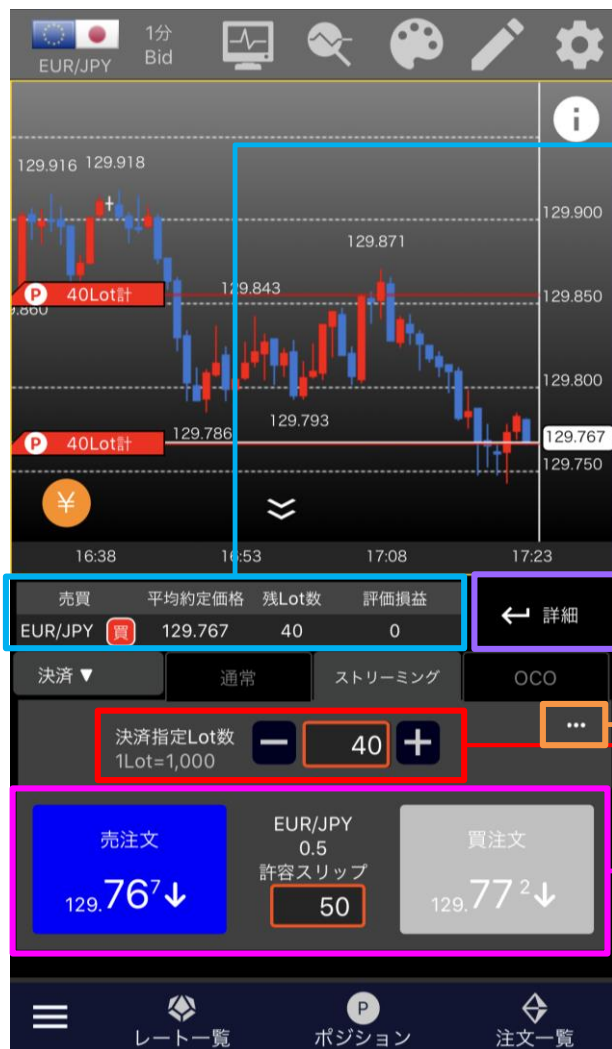 1分
EUR/JPY Bid
129.916 129.918
129.900
129.871
40Lot計 129.843 129.850
129.800
129.793
129.786
P 40Lot計 129.767
129.750
¥
16:38 16:53 17:08 17:23
売買 平均約定価格 残Lot数 評価損益
EUR/JPY 買 129.767 40 0
詳細
決済▼ 通常 ストリーミング OCO
決済指定Lot数 40
1Lot=1,000
売注文 EUR/JPY 買注文
0.5
許容スリップ
129.767 50 129.772
レート一覧 P ポジション 注文一覧